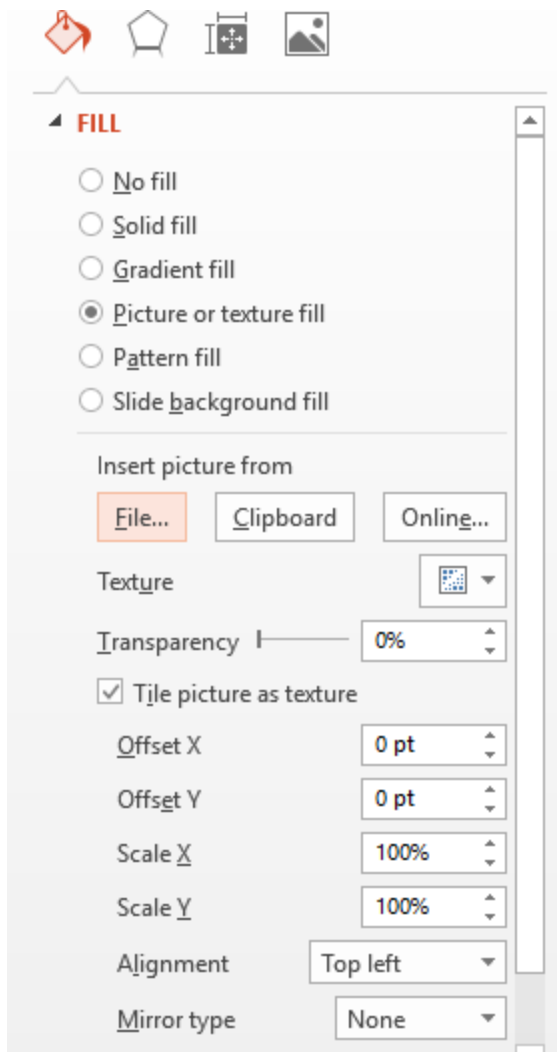 FILL
No fill
Solid fill
Gradient fill
Picture or texture fill
Pattern fill
Slide background fill
Insert picture from
File... Clipboard Online...
Texture
Transparency 0%
Tile picture as texture
Offset X 0 pt
Offset Y 0 pt
Scale X 100%
Scale Y 100%
Alignment Top left
Mirror type None